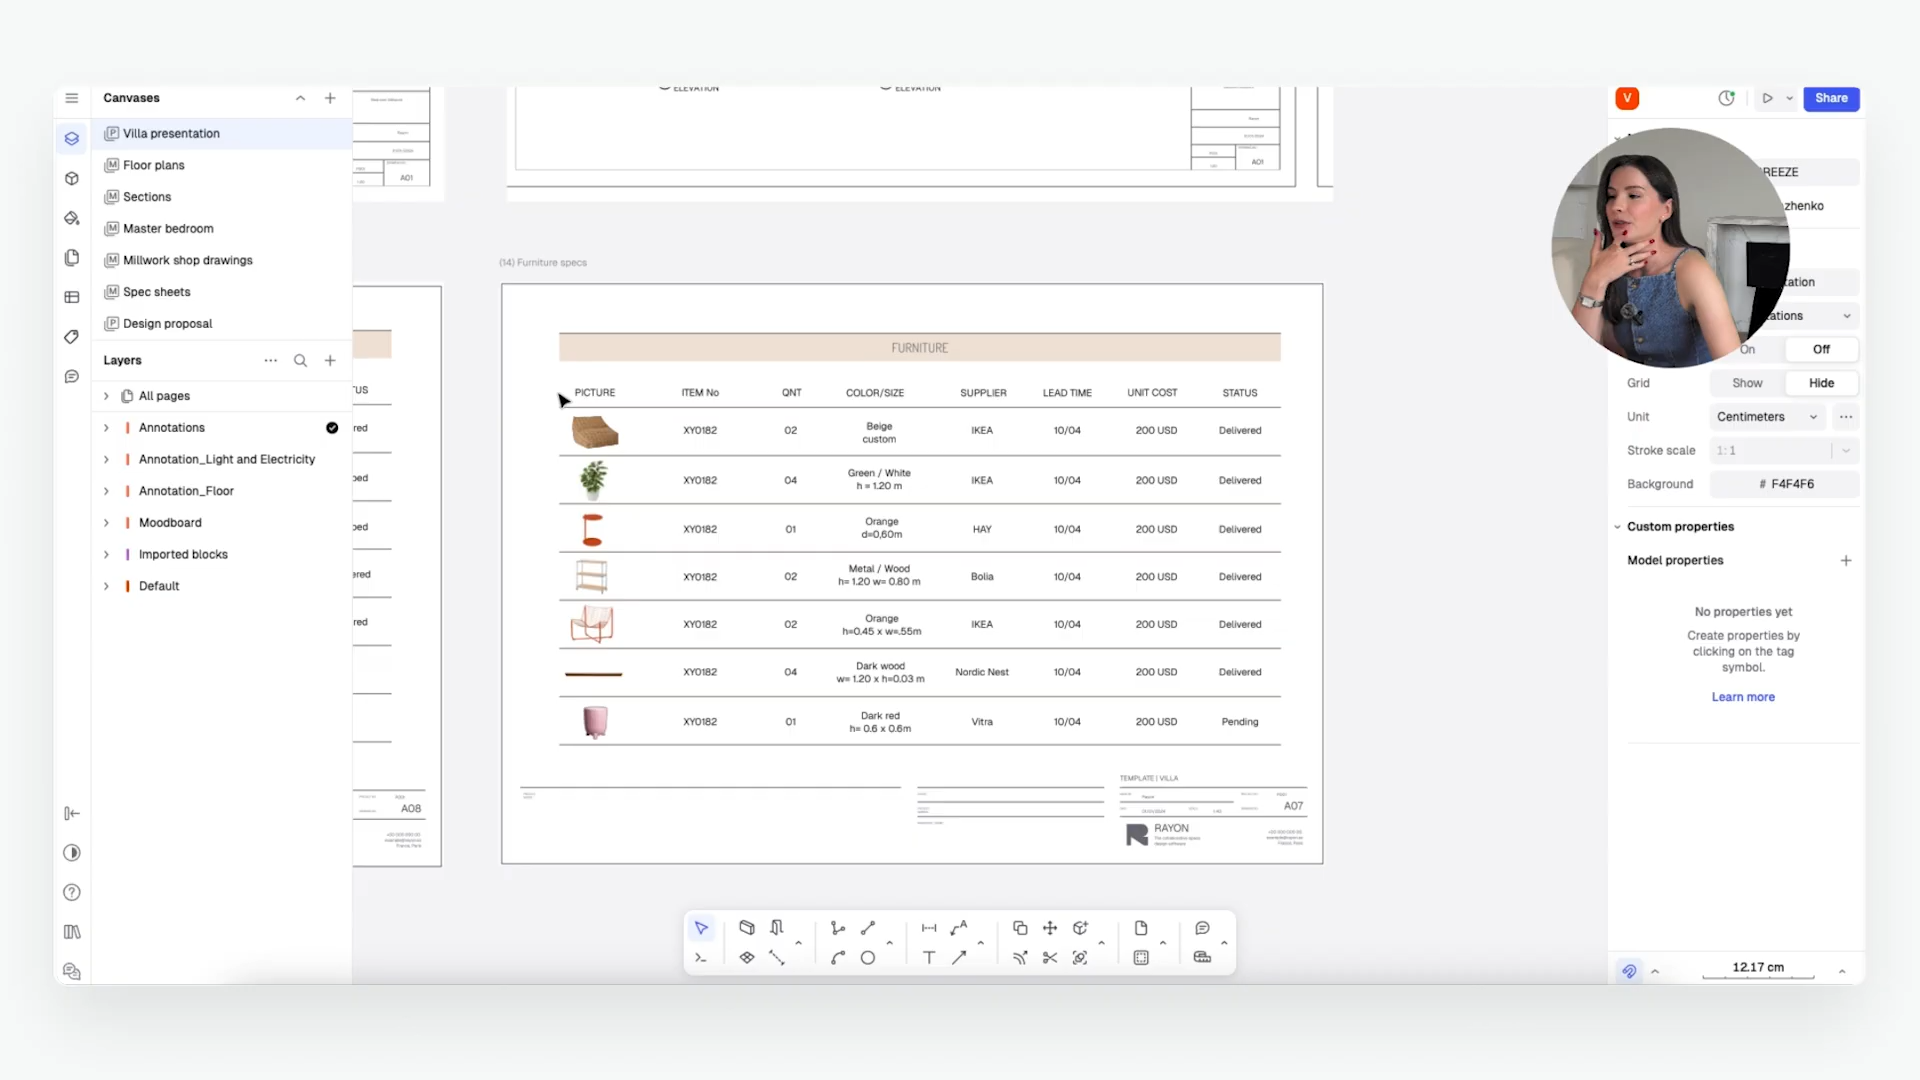 Canvases
Villa presentation
Floor plans
Sections
Master bedroom
Millwork shop drawings
Spec sheets
Design proposal
Layers
All pages
Annotations
Annotation_Light and Electricity
Annotation_Floor
Moodboard
Imported blocks
Default
A01
A08
US
red
ped
ped
ered
red
ELEVATION
ELEVATION
A01
(14) Furniture specs
FURNITURE
PICTURE ITEM No QNT COLOR/SIZE SUPPLIER LEAD TIME UNIT COST STATUS
XY0182 02 Beige custom IKEA 10/04 200 USD Delivered
XY0182 04 Green / White h = 1.20 m IKEA 10/04 200 USD Delivered
XY0182 01 Orange d=0,60m HAY 10/04 200 USD Delivered
XY0182 02 Metal / Wood h= 1.20 w= 0.80 m Bolia 10/04 200 USD Delivered
XY0182 02 Orange h=0.45 x w=.55m IKEA 10/04 200 USD Delivered
XY0182 04 Dark wood w= 1.20 x h=0.03 m Nordic Nest 10/04 200 USD Delivered
XY0182 01 Dark red h= 0.6 x 0.6m Vitra 10/04 200 USD Pending
TEMPLATE | VILLA
A07
RAYON
V
Share
REEZE
zhenko
tation
tations
On Off
Grid Show Hide
Unit Centimeters
Stroke scale 1:1
Background # F4F4F6
Custom properties
Model properties
No properties yet
Create properties by
clicking on the tag
symbol.
Learn more
12.17 cm